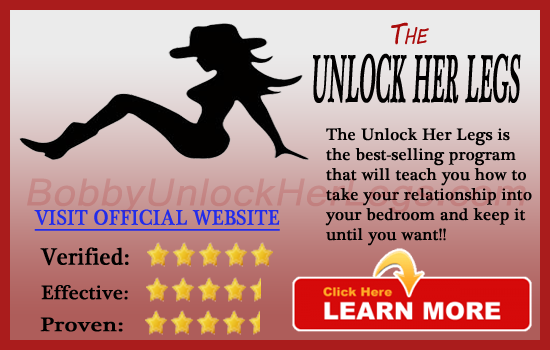 The
UNLOCK HER LEGS
The Unlock Her Legs is
the best-selling program
that will teach you how to
take your relationship into
your bedroom and keep it
until you want!!
BobbyUnlockHerLegs.com
VISIT OFFICIAL WEBSITE
Verified:
Effective:
Proven:
Click Here
LEARN MORE